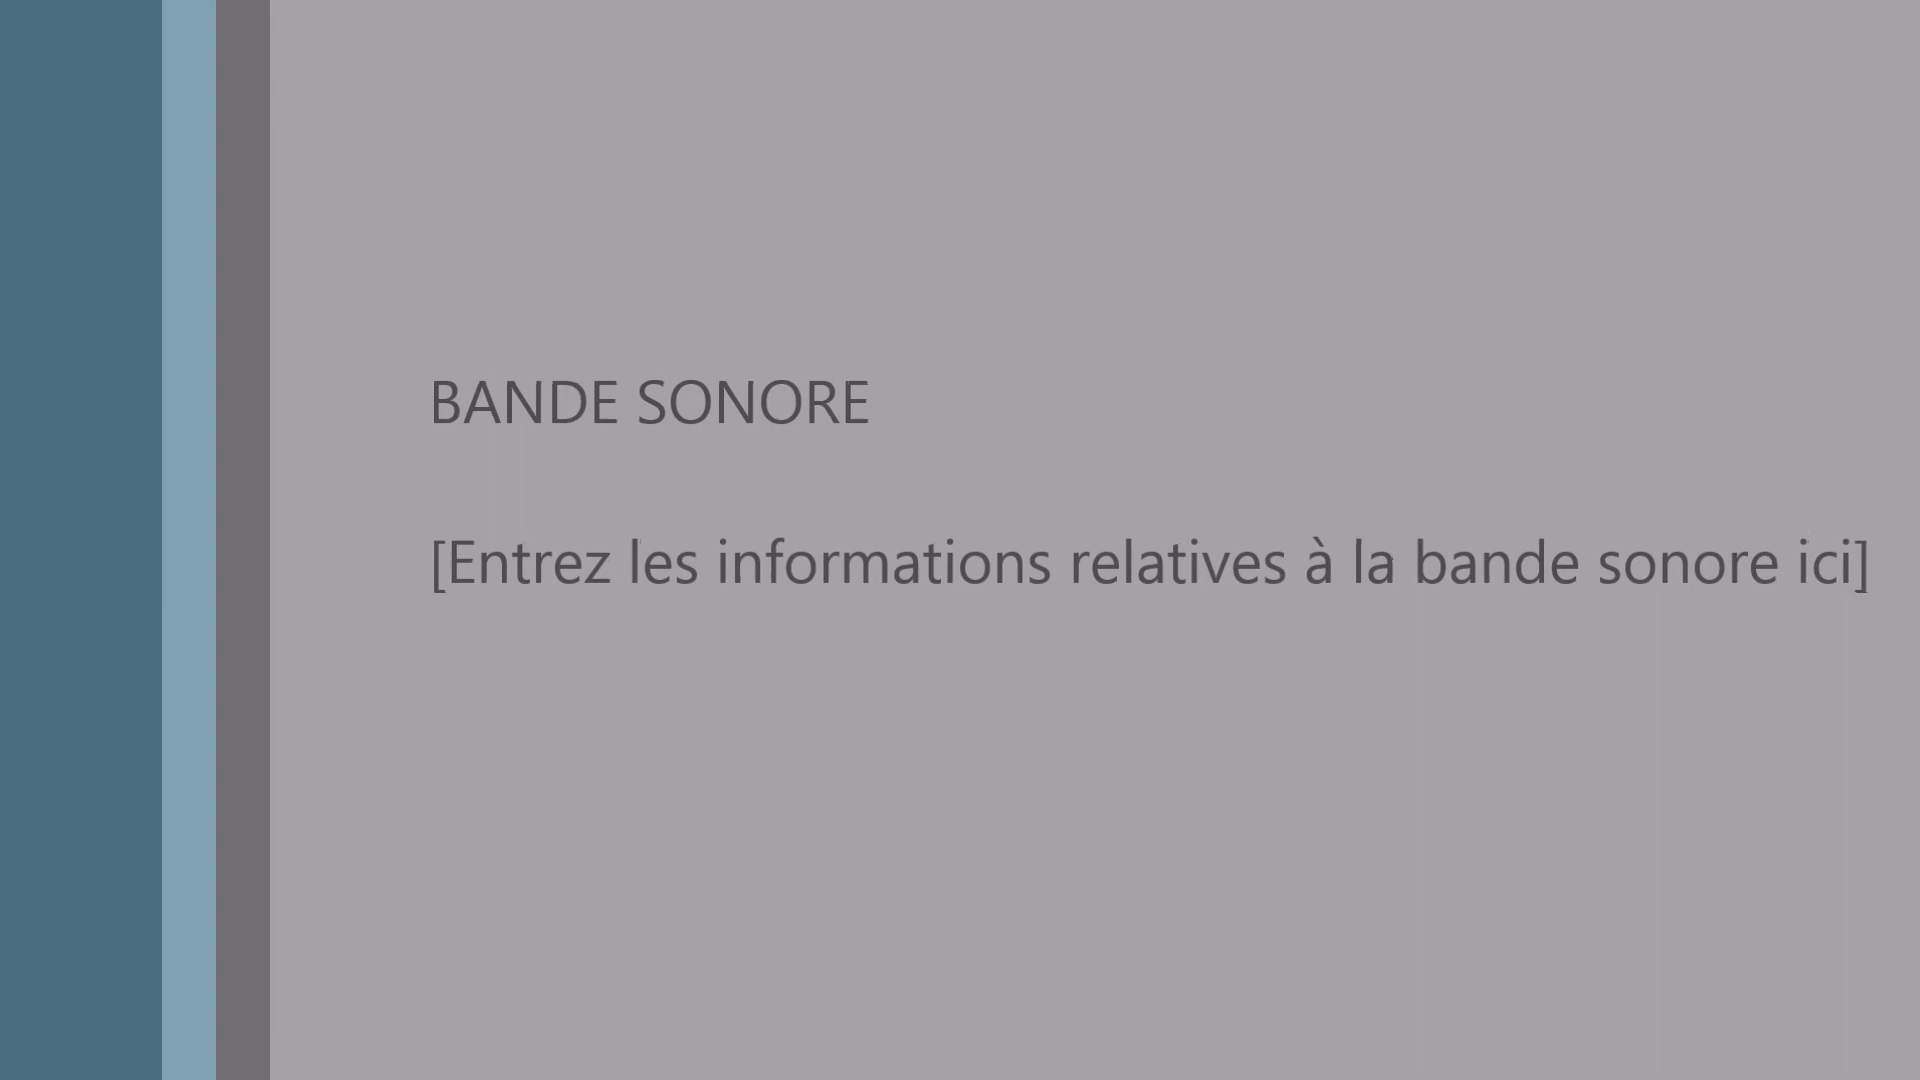 BANDE SONORE
[Entrez les informations relatives à la bande sonore ici]